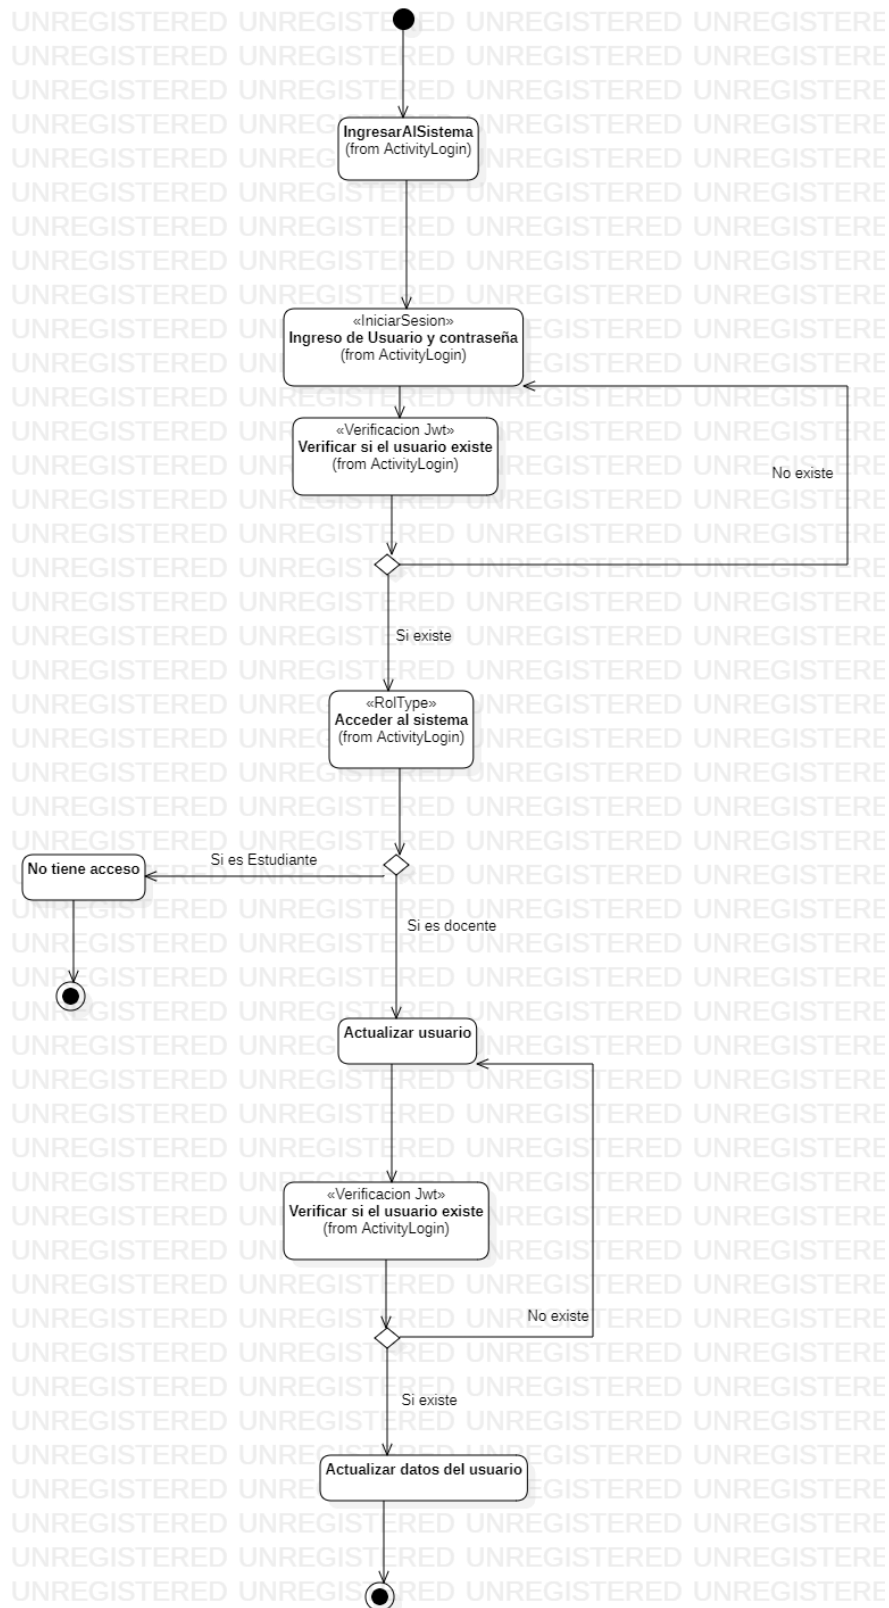 IngresarAlSistema
(from ActivityLogin)
«IniciarSesion»
Ingreso de Usuario y contraseña
(from ActivityLogin)
«Verificacion Jwt»
Verificar si el usuario existe
(from ActivityLogin)
No existe
Si existe
«RolType»
Acceder al sistema
(from ActivityLogin)
Si es Estudiante
No tiene acceso
Si es docente
Actualizar usuario
«Verificacion Jwt»
Verificar si el usuario existe
(from ActivityLogin)
No existe
Si existe
Actualizar datos del usuario
UNREGISTERED